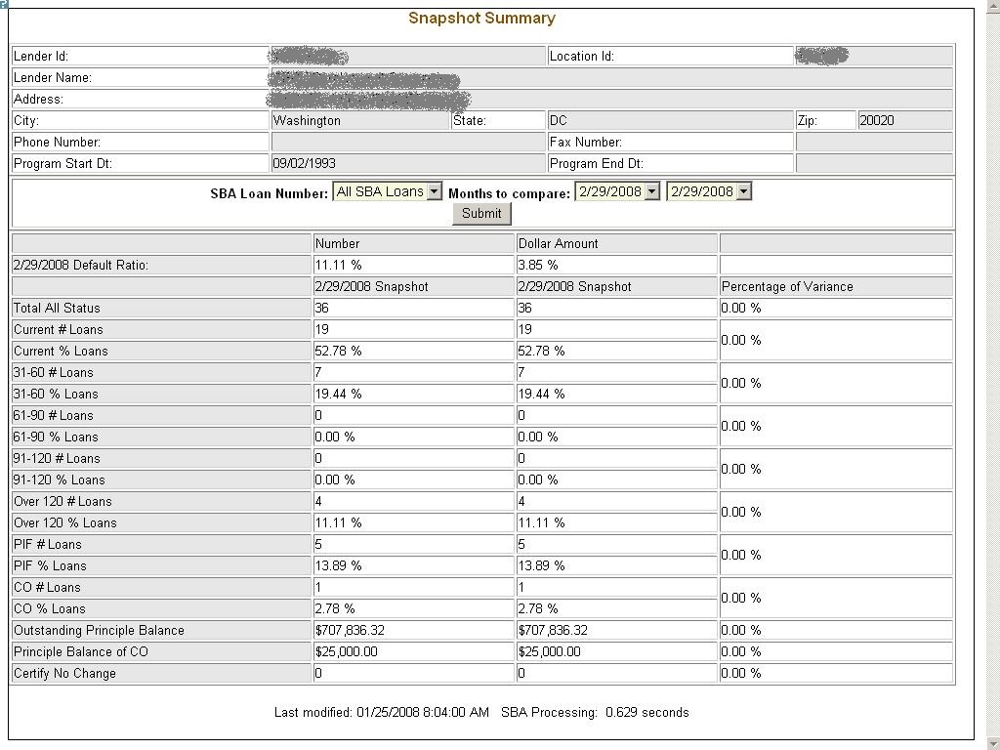 Snapshot Summary
Lender Id: Location Id:
Lender Name:
Address:
City: Washington State: DC Zip: 20020
Phone Number: Fax Number:
Program Start Dt: 09/02/1993 Program End Dt:
SBA Loan Number: All SBA Loans Months to compare: 2/29/2008 2/29/2008
Submit
Number Dollar Amount
2/29/2008 Default Ratio: 11.11 % 3.85 %
2/29/2008 Snapshot 2/29/2008 Snapshot Percentage of Variance
Total All Status 36 36 0.00 %
Current # Loans 19 19
0.00 %
Current % Loans 52.78 % 52.78 %
31-60 # Loans 7 7
0.00 %
31-60 % Loans 19.44 % 19.44 %
61-90 # Loans 0 0
0.00 %
61-90 % Loans 0.00 % 0.00 %
91-120 # Loans 0 0
0.00 %
91-120 % Loans 0.00 % 0.00 %
Over 120 # Loans 4 4
0.00 %
Over 120 % Loans 11.11 % 11.11 %
PIF # Loans 5 5
0.00 %
PIF % Loans 13.89 % 13.89 %
CO # Loans 1 1
0.00 %
CO % Loans 2.78 % 2.78 %
Outstanding Principle Balance $707,836.32 $707,836.32 0.00 %
Principle Balance of CO $25,000.00 $25,000.00 0.00 %
Certify No Change 0 0 0.00 %
Last modified: 01/25/2008 8:04:00 AM SBA Processing: 0.629 seconds